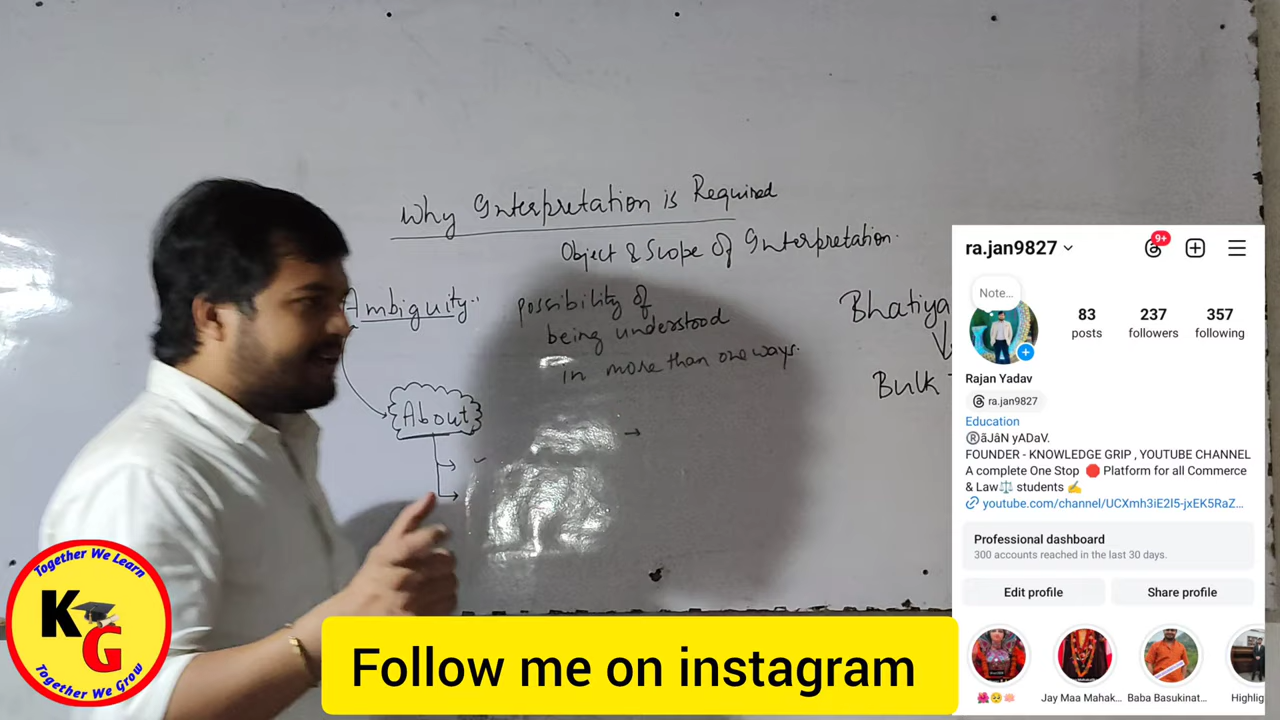 Why Interpretation is Required
Object & Scope of Interpretation.
Ambiguity..
possibility of
being understood
in more than one ways.
About
Bhatiya
Bulk
ra.jan9827
9+
Note...
83
237
357
posts
followers
following
Rajan Yadav
ra.jan9827
Education
®ãJâN yADaV.
FOUNDER - KNOWLEDGE GRIP , YOUTUBE CHANNEL
A complete One Stop 🛑 Platform for all Commerce
& Law⚖️ students ✍️
youtube.com/channel/UCXmh3iE2I5-jxEK5RaZ...
Professional dashboard
300 accounts reached in the last 30 days.
Edit profile
Share profile
🌺🥺🧠
Jay Maa Mahak...
Baba Basukinat...
Highlig
Together We Learn
KG
Together We Grow
Follow me on instagram